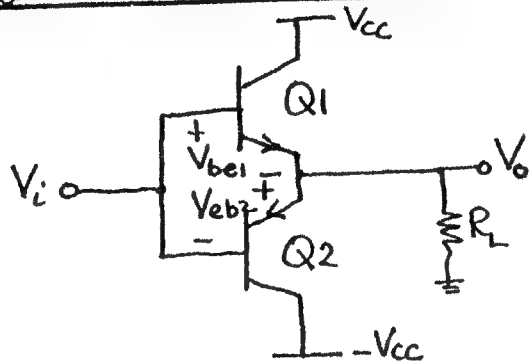 Vcc
Q1
+
Vbe1 -
Vi
Vo
+
Veb2
-
Q2
RL
-Vcc